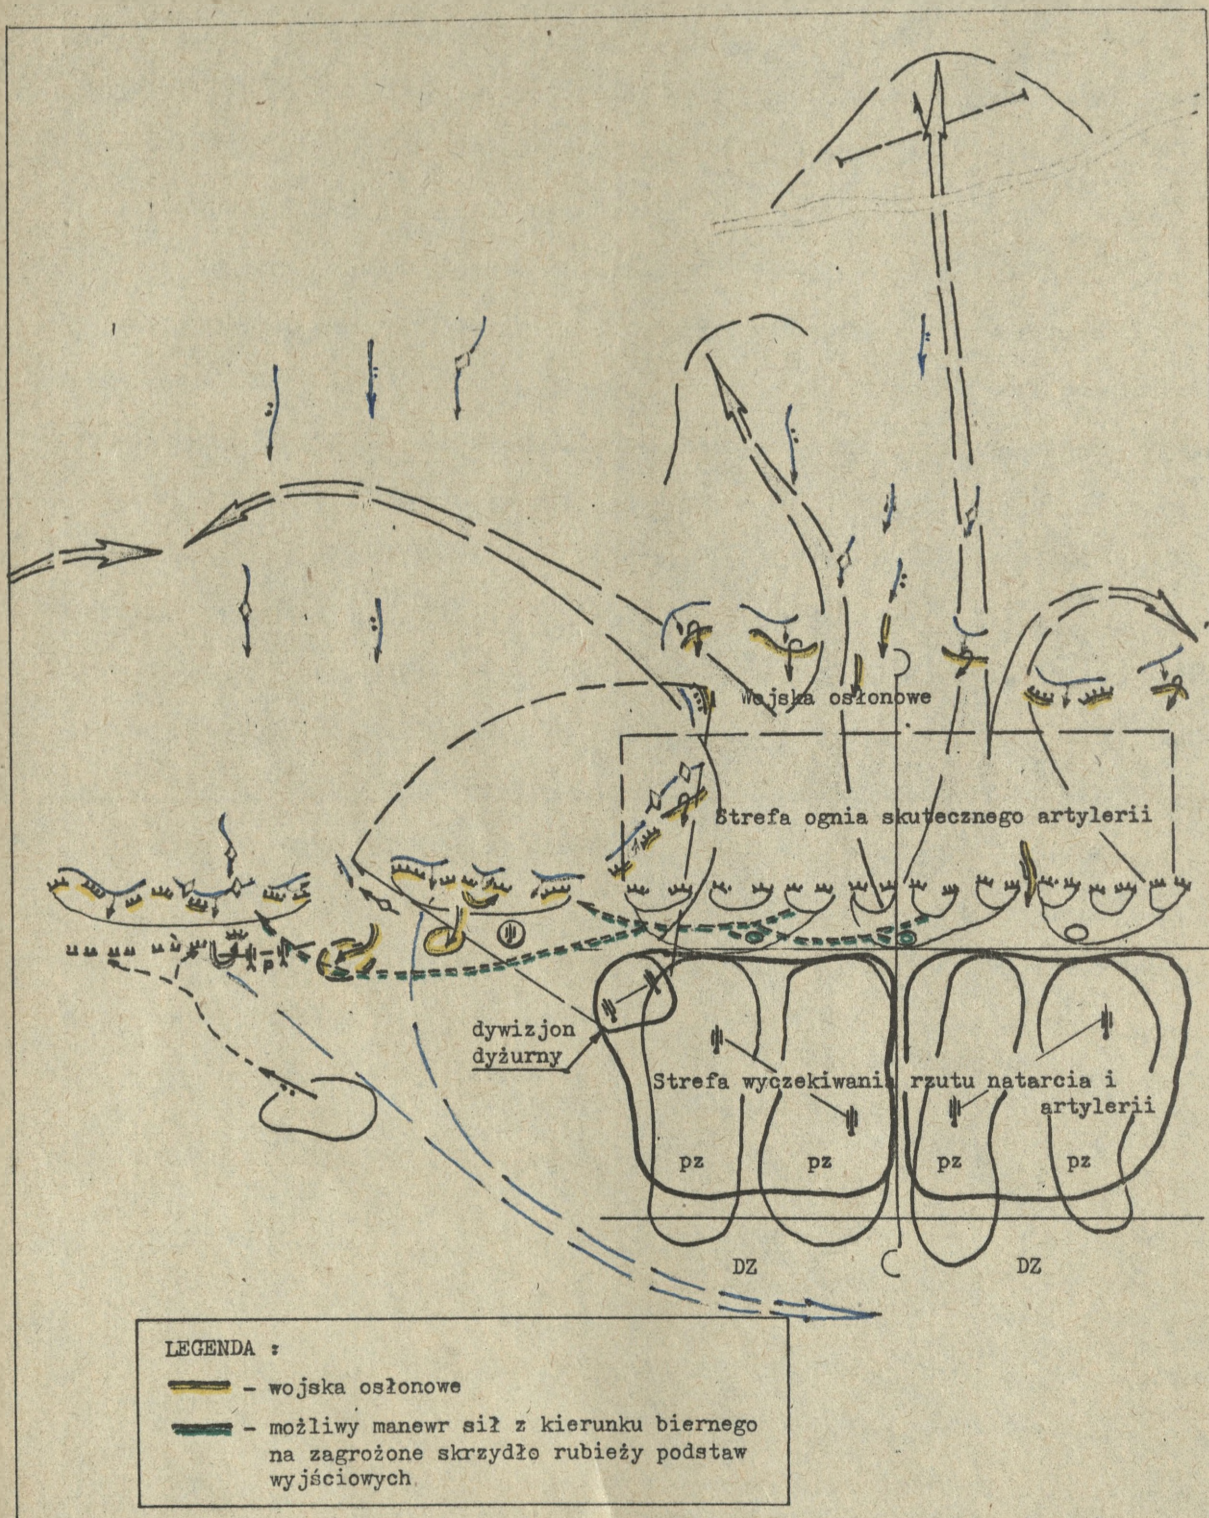 Wojska osłonowe
Strefa ognia skutecznego artylerii
p
dywizjon
dyżurny
Strefa wyczekiwania rzutu natarcia i
artylerii
pz pz pz pz
DZ DZ
LEGENDA :
- wojska osłonowe
- możliwy manewr sił z kierunku biernego
na zagrożone skrzydło rubieży podstaw
wyjściowych